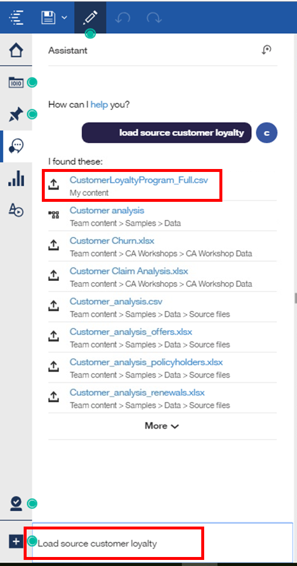 Assistant
How can I help you?
load source customer loyalty
c
I found these:
CustomerLoyaltyProgram_Full.csv
My content
Customer analysis
Team content > Samples > Data
Customer Churn.xlsx
Team content > CA Workshops > CA Workshop Data
Customer Claim Analysis.xlsx
Team content > CA Workshops > CA Workshop Data
Customer_analysis.csv
Team content > Samples > Data > Source files
Customer_analysis_offers.xlsx
Team content > Samples > Data > Source files
Customer_analysis_policyholders.xlsx
Team content > Samples > Data > Source files
Customer_analysis_renewals.xlsx
Team content > Samples > Data > Source files
More
Load source customer loyalty